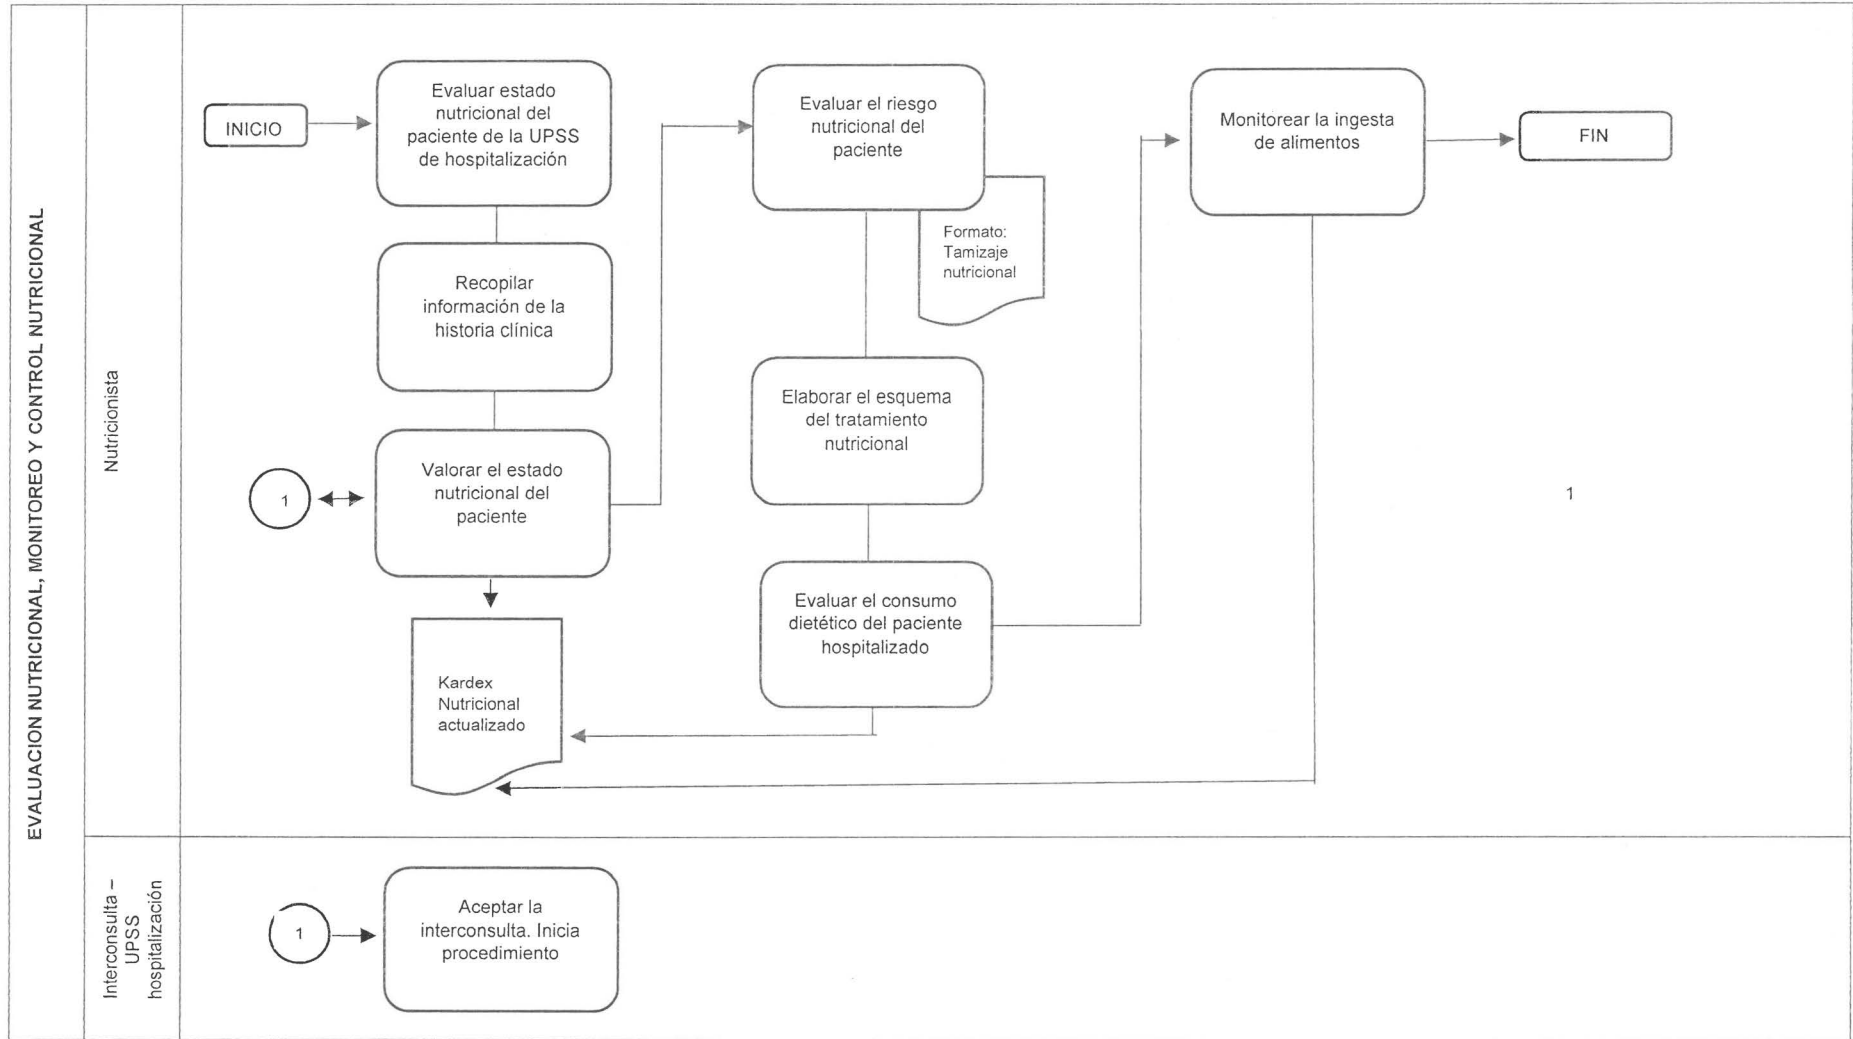 EVALUACION NUTRICIONAL, MONITOREO Y CONTROL NUTRICIONAL
Nutricionista
INICIO
Evaluar estado
nutricional del
paciente de la UPSS
de hospitalización
Recopilar
información de la
historia clínica
1
Valorar el estado
nutricional del
paciente
Kardex
Nutricional
actualizado
Evaluar el riesgo
nutricional del
paciente
Formato:
Tamizaje
nutricional
Elaborar el esquema
del tratamiento
nutricional
Evaluar el consumo
dietético del paciente
hospitalizado
Monitorear la ingesta
de alimentos
FIN
1
Interconsulta –
UPSS
hospitalización
1
Aceptar la
interconsulta. Inicia
procedimiento